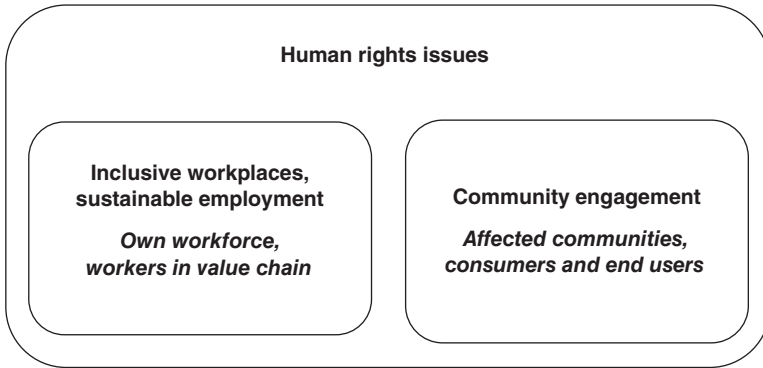 Human rights issues
Inclusive workplaces,
sustainable employment
Own workforce,
workers in value chain
Community engagement
Affected communities,
consumers and end users